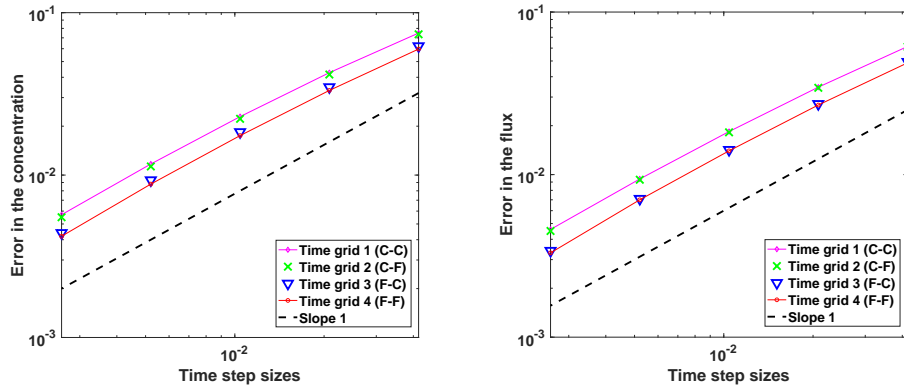 10^-1
10^-2
10^-3
Error in the concentration
10^-2
Time step sizes
Time grid 1 (C-C)
Time grid 2 (C-F)
Time grid 3 (F-C)
Time grid 4 (F-F)
Slope 1
10^-1
10^-2
10^-3
Error in the flux
10^-2
Time step sizes
Time grid 1 (C-C)
Time grid 2 (C-F)
Time grid 3 (F-C)
Time grid 4 (F-F)
Slope 1